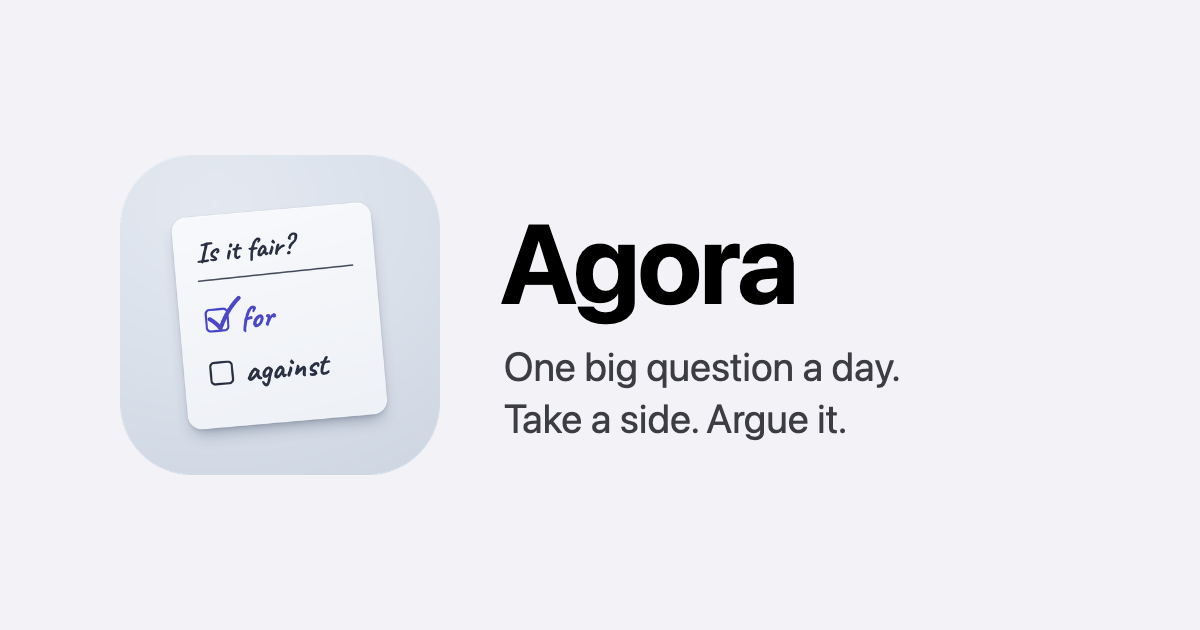 Is it fair?
for
against
Agora
One big question a day.
Take a side. Argue it.